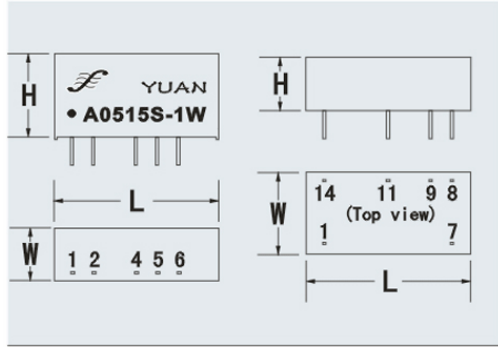 H
YUAN
• A0515S-1W
L
W
1 2 4 5 6
H
W
14 11 9 8
(Top view)
1 7
L